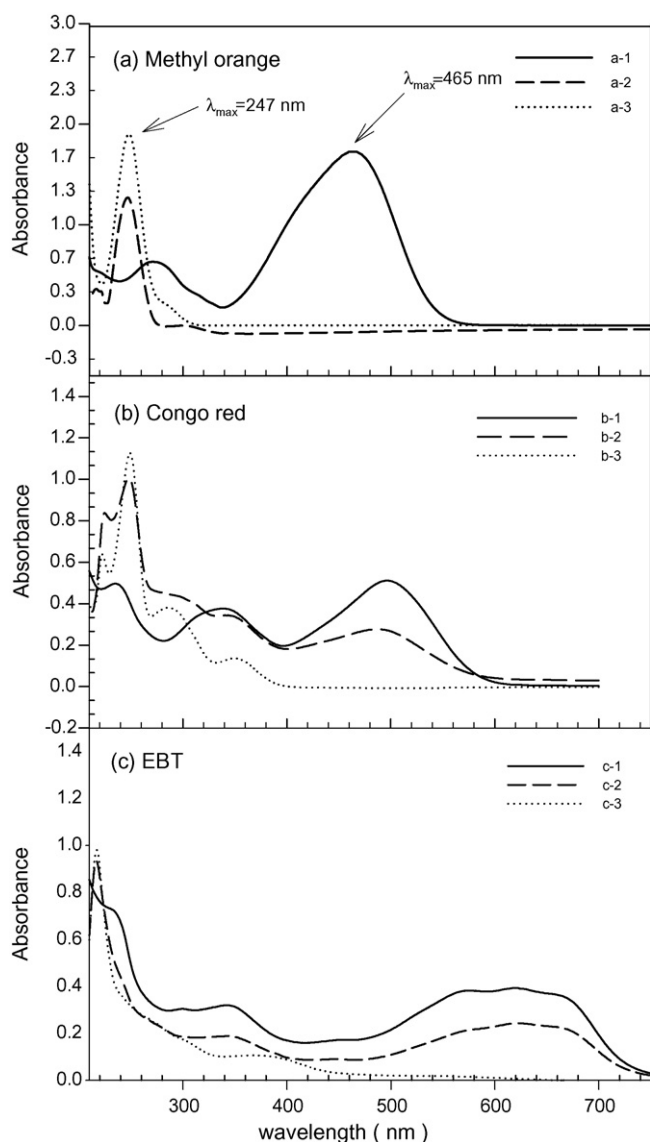 (a) Methyl orange
a-1
a-2
a-3
λmax=247 nm
λmax=465 nm
Absorbance
3.0
2.7
2.3
2.0
1.7
1.3
1.0
0.7
0.3
0.0
-0.3
(b) Congo red
b-1
b-2
b-3
Absorbance
1.4
1.2
1.0
0.8
0.6
0.4
0.2
0.0
-0.2
(c) EBT
c-1
c-2
c-3
Absorbance
1.4
1.2
1.0
0.8
0.6
0.4
0.2
0.0
300 400 500 600 700
wavelength ( nm )